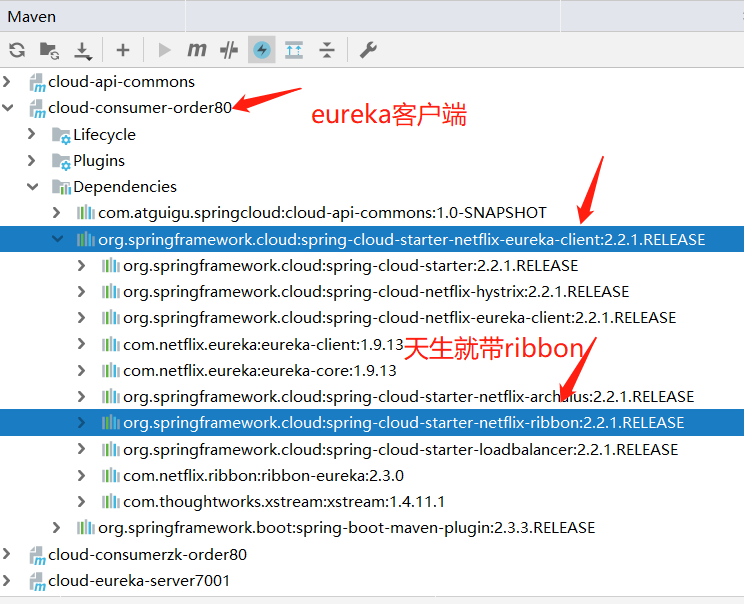 Maven
cloud-api-commons
cloud-consumer-order80
eureka客户端
Lifecycle
Plugins
Dependencies
com.atguigu.springcloud:cloud-api-commons:1.0-SNAPSHOT
org.springframework.cloud:spring-cloud-starter-netflix-eureka-client:2.2.1.RELEASE
org.springframework.cloud:spring-cloud-starter:2.2.1.RELEASE
org.springframework.cloud:spring-cloud-netflix-hystrix:2.2.1.RELEASE
org.springframework.cloud:spring-cloud-netflix-eureka-client:2.2.1.RELEASE
com.netflix.eureka:eureka-client:1.9.13
天生就带ribbon
com.netflix.eureka:eureka-core:1.9.13
org.springframework.cloud:spring-cloud-starter-netflix-archaius:2.2.1.RELEASE
org.springframework.cloud:spring-cloud-starter-netflix-ribbon:2.2.1.RELEASE
org.springframework.cloud:spring-cloud-starter-loadbalancer:2.2.1.RELEASE
com.netflix.ribbon:ribbon-eureka:2.3.0
com.thoughtworks.xstream:xstream:1.4.11.1
org.springframework.boot:spring-boot-maven-plugin:2.3.3.RELEASE
cloud-consumerzk-order80
cloud-eureka-server7001